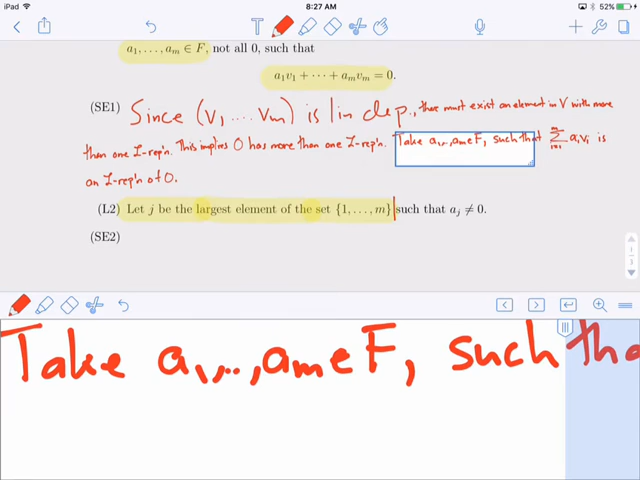 iPad
8:27 AM
52%
a₁, . . . , aₘ ∈ F, not all 0, such that
a₁v₁ + · · · + aₘvₘ = 0.
(SE1) Since (v₁ ... vₘ) is lin dep., there must exist an element in V with more
than one L-rep'n. This implies 0 has more than one L-rep'n. Take a₁,..,aₘ∈F, such that ∑ᵢ₌₁ᵐ aᵢvᵢ is
an L-rep'n of 0.
(L2) Let j be the largest element of the set {1, . . . , m} such that aⱼ ≠ 0.
(SE2)
1
3
Take a₁,..,aₘ∈F, such tha